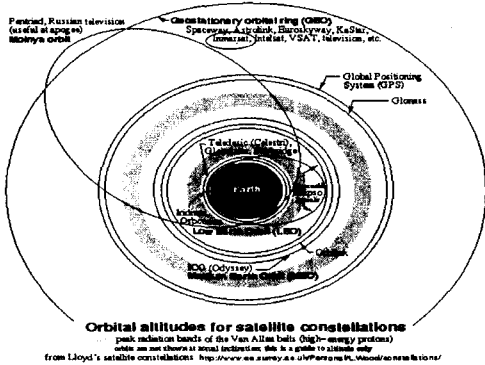 Pentriad, Russian television
(useful at apogee)
Molnya orbit
Geostationary orbital ring (GEO)
Spaceway, Astrolink, Euroskyway, KaStar,
Inmarsat, Intelsat, VSAT, television, etc.
Global Positioning
System (GPS)
Glonass
Teledesic (Celestri),
Earth
Low Earth Orbit (LEO)
ICO (Odyssey)
Medium Earth Orbit (MEO)
Orbital altitudes for satellite constellations
peak radiation bands of the Van Allen belts (high-energy protons)
orbits are not shown at actual inclination; this is a guide to altitude only
from Lloyd's satellite constellations http://www.ee.surrey.ac.uk/Personal/L.Wood/constellations/